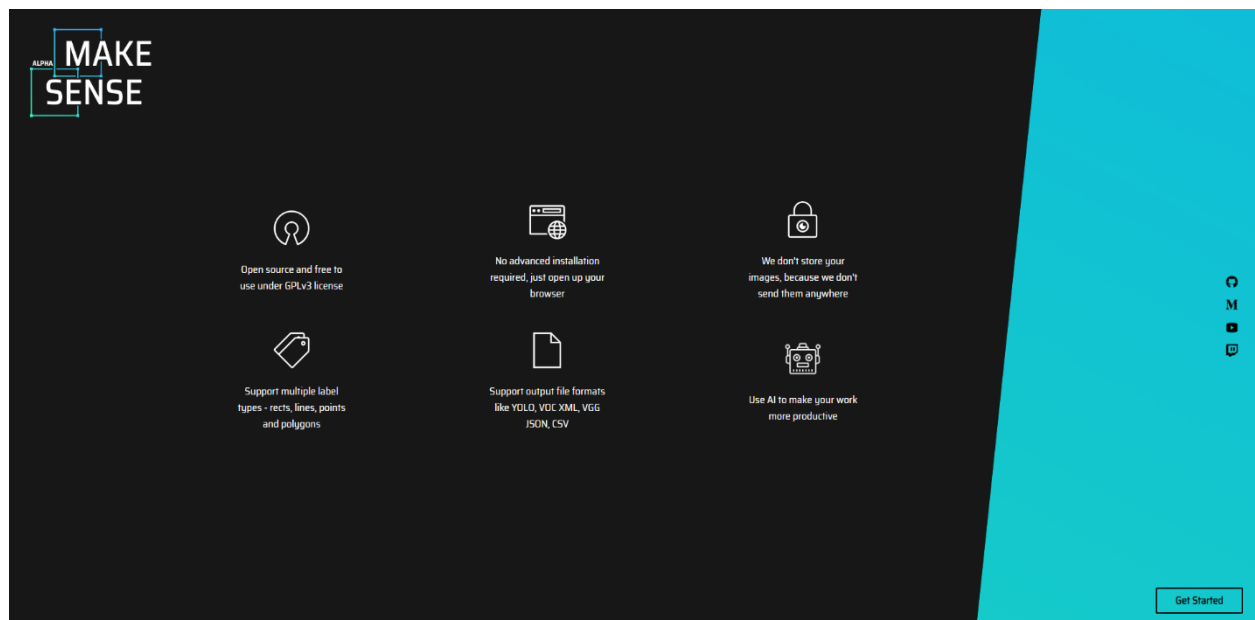 ALPHA
MAKE
SENSE
Open source and free to
use under GPLv3 license
No advanced installation
required, just open up your
browser
We don't store your
images, because we don't
send them anywhere
Support multiple label
types - rects, lines, points
and polygons
Support output file formats
like YOLO, VOC XML, VGG
JSON, CSV
Use AI to make your work
more productive
M
Get Started